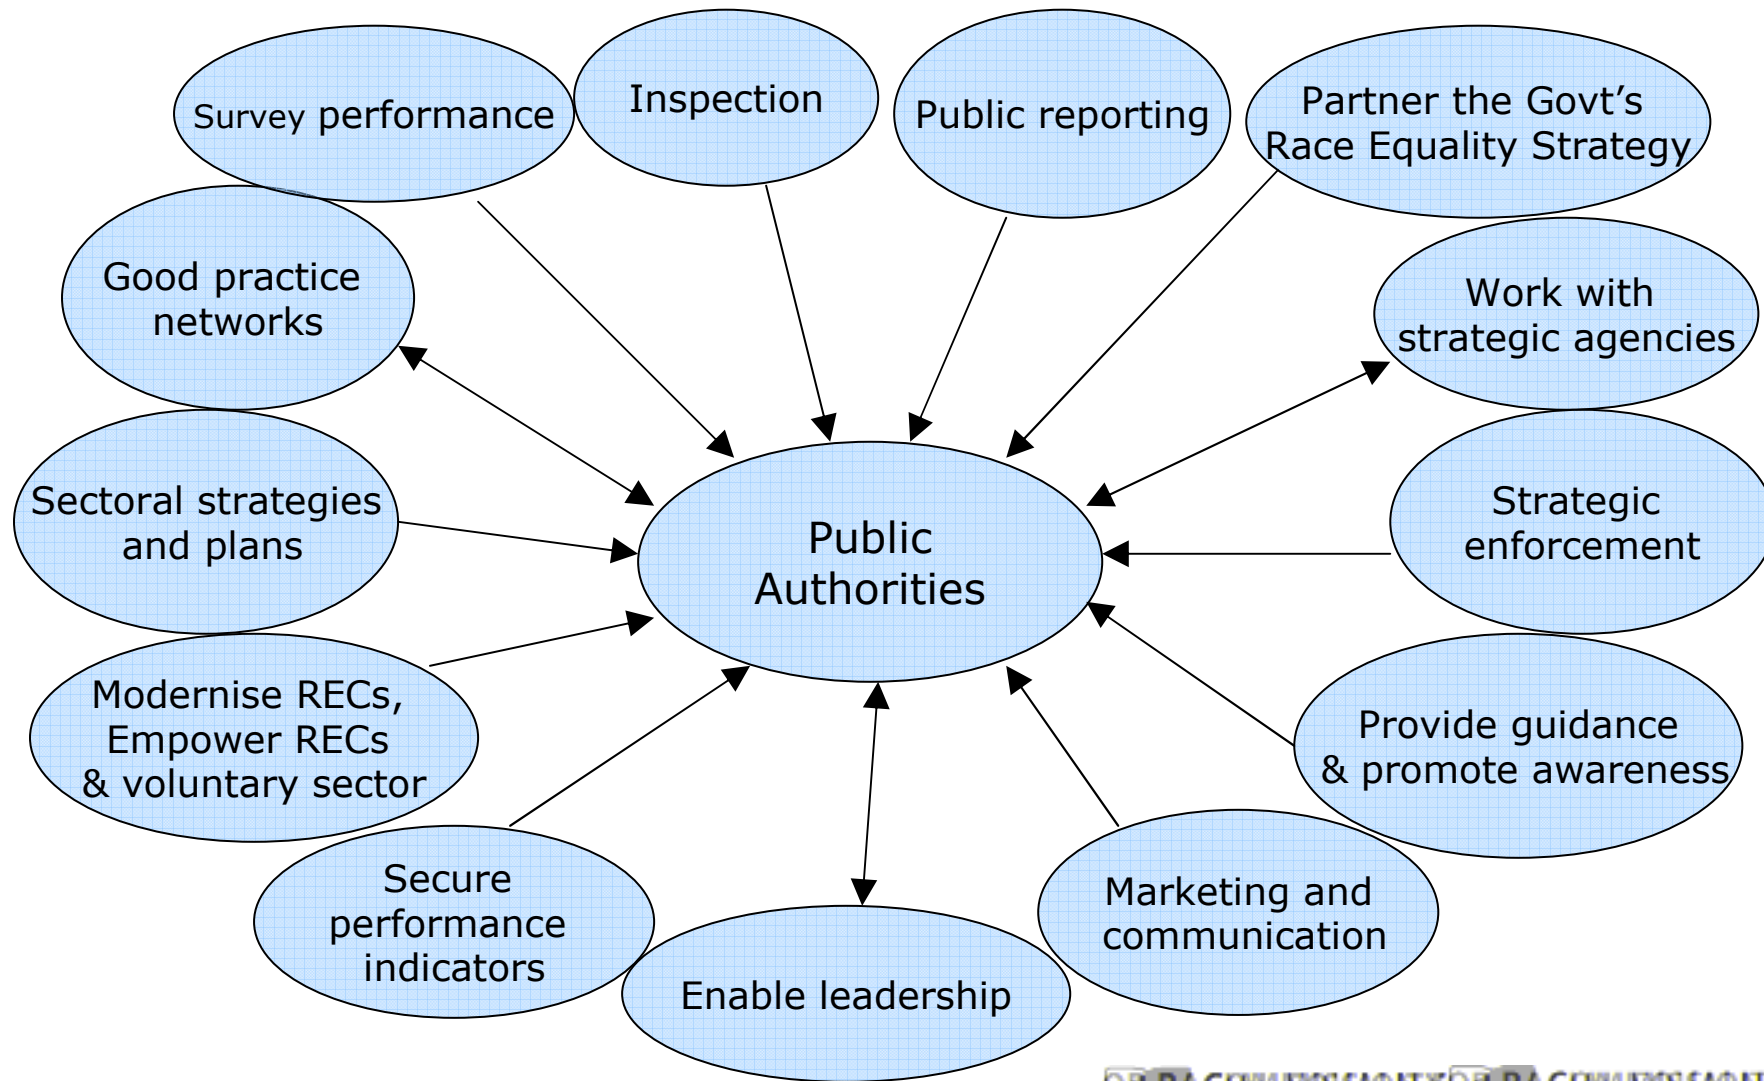 Survey performance
Inspection
Public reporting
Partner the Govt’s
Race Equality Strategy
Good practice
networks
Work with
strategic agencies
Sectoral strategies
and plans
Public
Authorities
Strategic
enforcement
Modernise RECs,
Empower RECs
& voluntary sector
Provide guidance
& promote awareness
Secure
performance
indicators
Enable leadership
Marketing and
communication